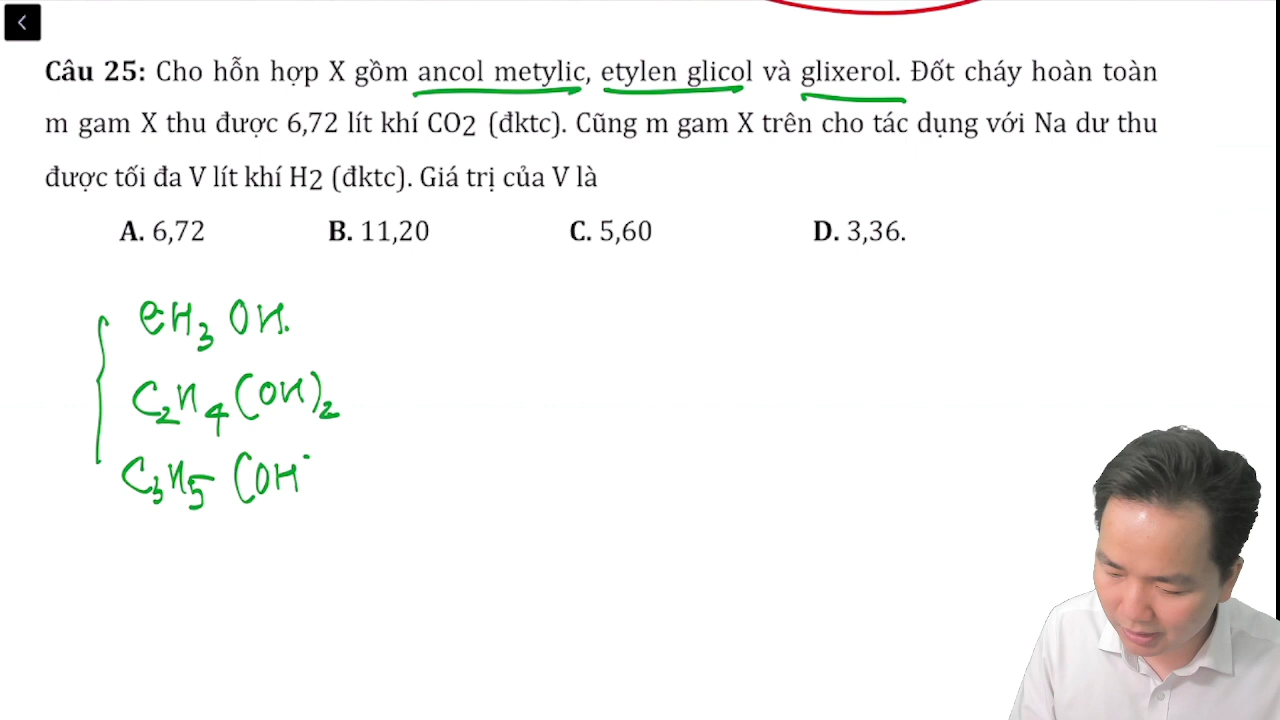 Câu 25: Cho hỗn hợp X gồm ancol metylic, etylen glicol và glixerol. Đốt cháy hoàn toàn
m gam X thu được 6,72 lít khí CO2 (đktc). Cũng m gam X trên cho tác dụng với Na dư thu
được tối đa V lít khí H2 (đktc). Giá trị của V là
A. 6,72 B. 11,20 C. 5,60 D. 3,36.
CH3 OH.
C2H4(OH)2
C3H5 (OH